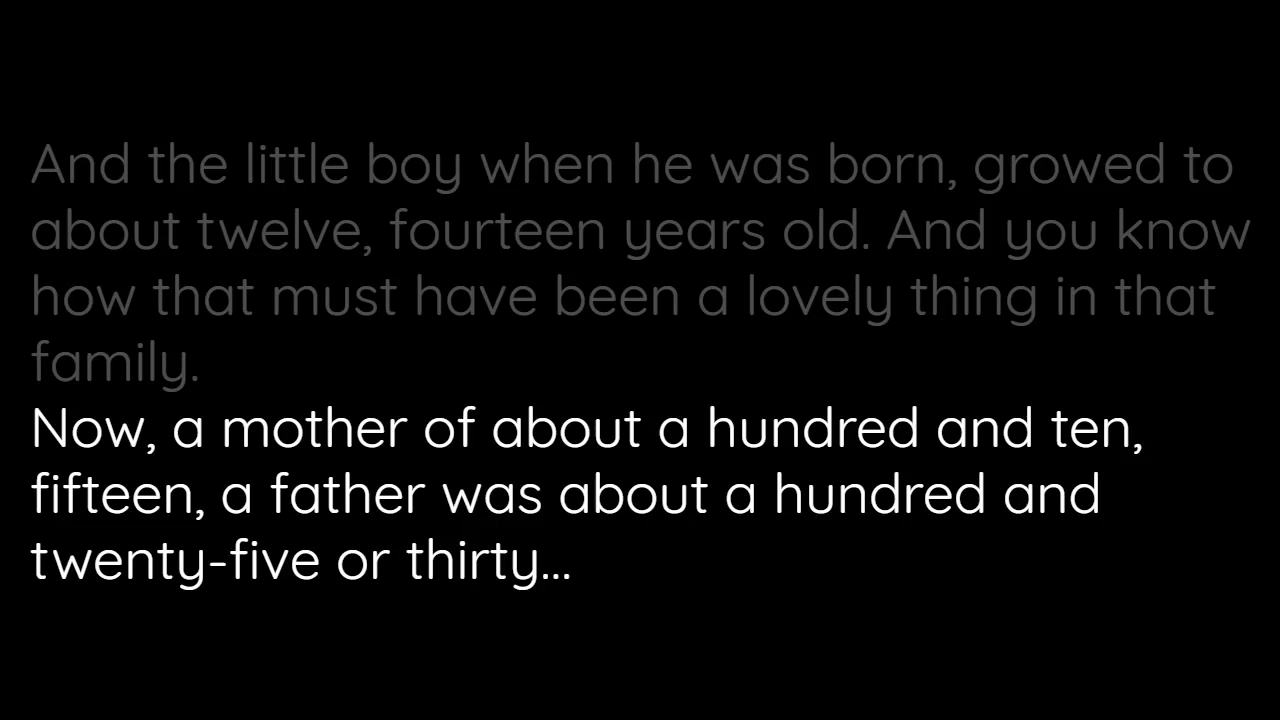 And the little boy when he was born, growed to
about twelve, fourteen years old. And you know
how that must have been a lovely thing in that
family.
Now, a mother of about a hundred and ten,
fifteen, a father was about a hundred and
twenty-five or thirty...